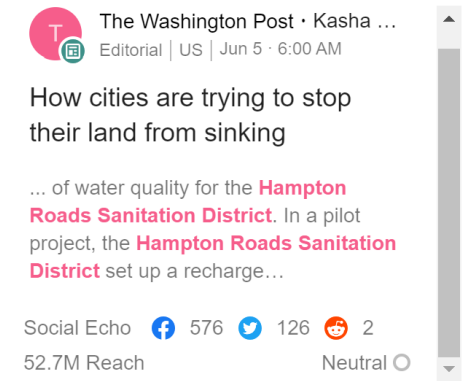 T
The Washington Post · Kasha ...
Editorial | US | Jun 5 · 6:00 AM
How cities are trying to stop
their land from sinking
... of water quality for the Hampton
Roads Sanitation District. In a pilot
project, the Hampton Roads Sanitation
District set up a recharge…
Social Echo 576 126 2
52.7M Reach Neutral